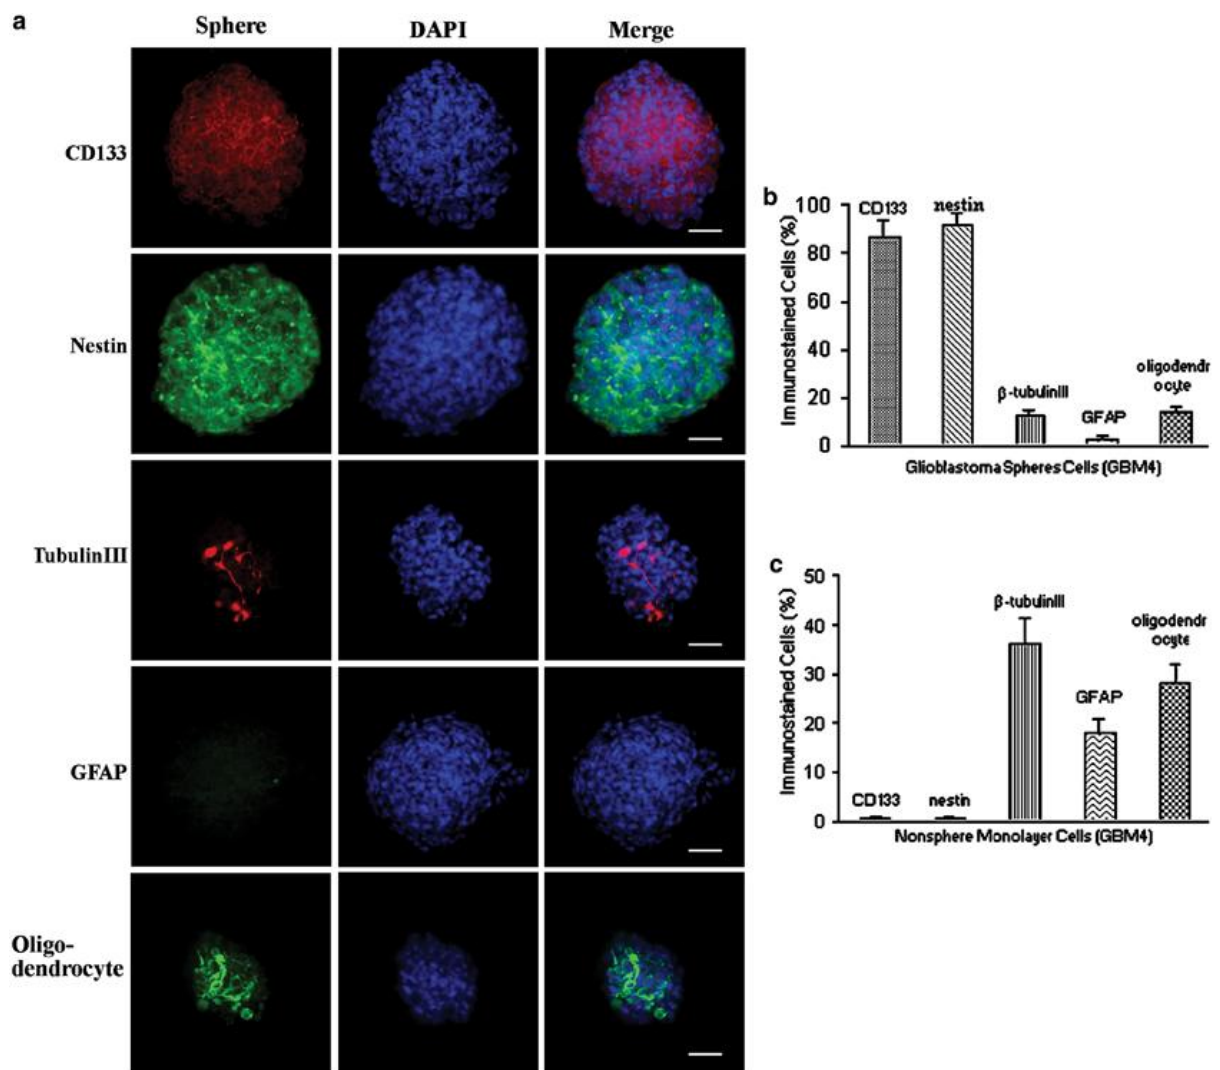 a
Sphere DAPI Merge
CD133
Nestin
TubulinIII
GFAP
Oligo-
dendrocyte
b
Immunostained Cells (%)
100
80
60
40
20
0
CD133
nestin
β-tubulinIII
GFAP
oligodendr
ocyte
Glioblastoma Spheres Cells (GBM4)
c
Immunostained Cells (%)
50
40
30
20
10
0
CD133
nestin
β-tubulinIII
GFAP
oligodendr
ocyte
Nonsphere Monolayer Cells (GBM4)